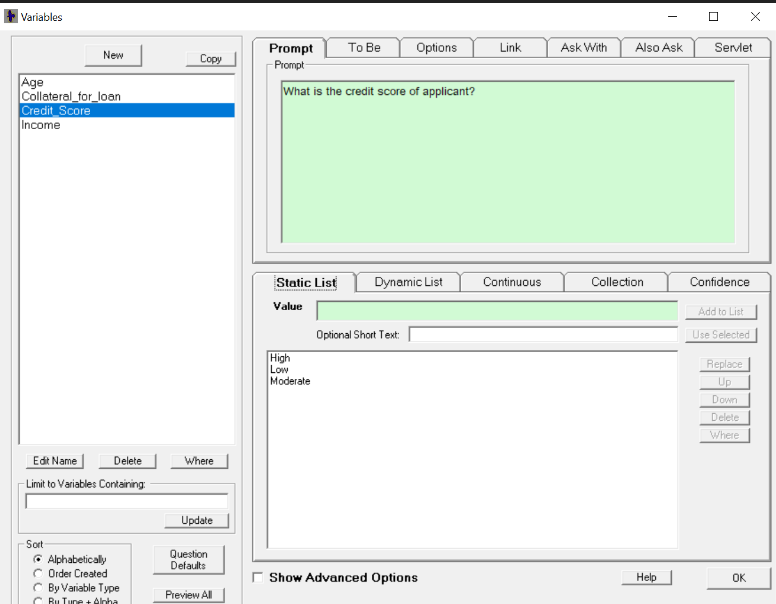 Variables
New
Copy
Age
Collateral_for_loan
Credit_Score
Income
Edit Name
Delete
Where
Limit to Variables Containing:
Update
Sort
Alphabetically
Order Created
By Variable Type
By Type + Alpha
Question
Defaults
Preview All
Prompt
To Be
Options
Link
Ask With
Also Ask
Servlet
Prompt
What is the credit score of applicant?
Static List
Dynamic List
Continuous
Collection
Confidence
Value
Add to List
Optional Short Text:
Use Selected
High
Low
Moderate
Replace
Up
Down
Delete
Where
Show Advanced Options
Help
OK